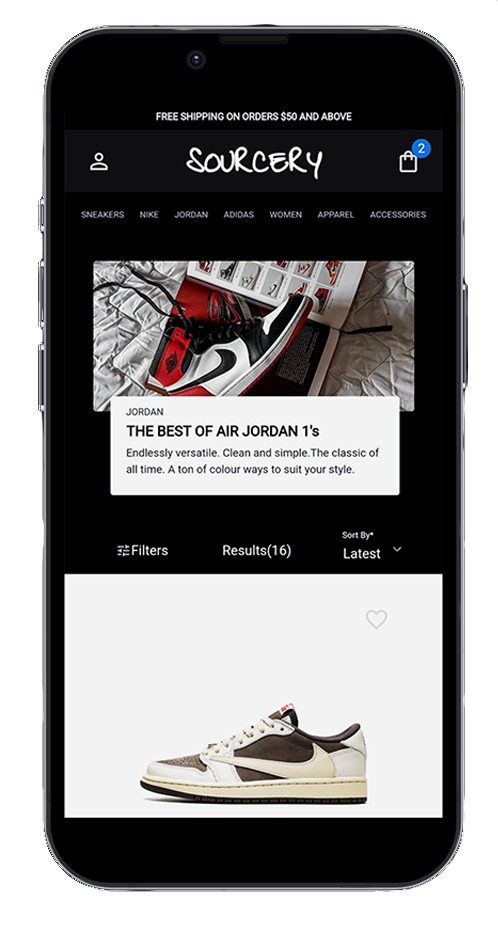 FREE SHIPPING ON ORDERS $50 AND ABOVE
SOURCERY
2
SNEAKERS NIKE JORDAN ADIDAS WOMEN APPAREL ACCESSORIES
JORDAN
THE BEST OF AIR JORDAN 1's
Endlessly versatile. Clean and simple.The classic of
all time. A ton of colour ways to suit your style.
Sort By*
Filters Results(16) Latest